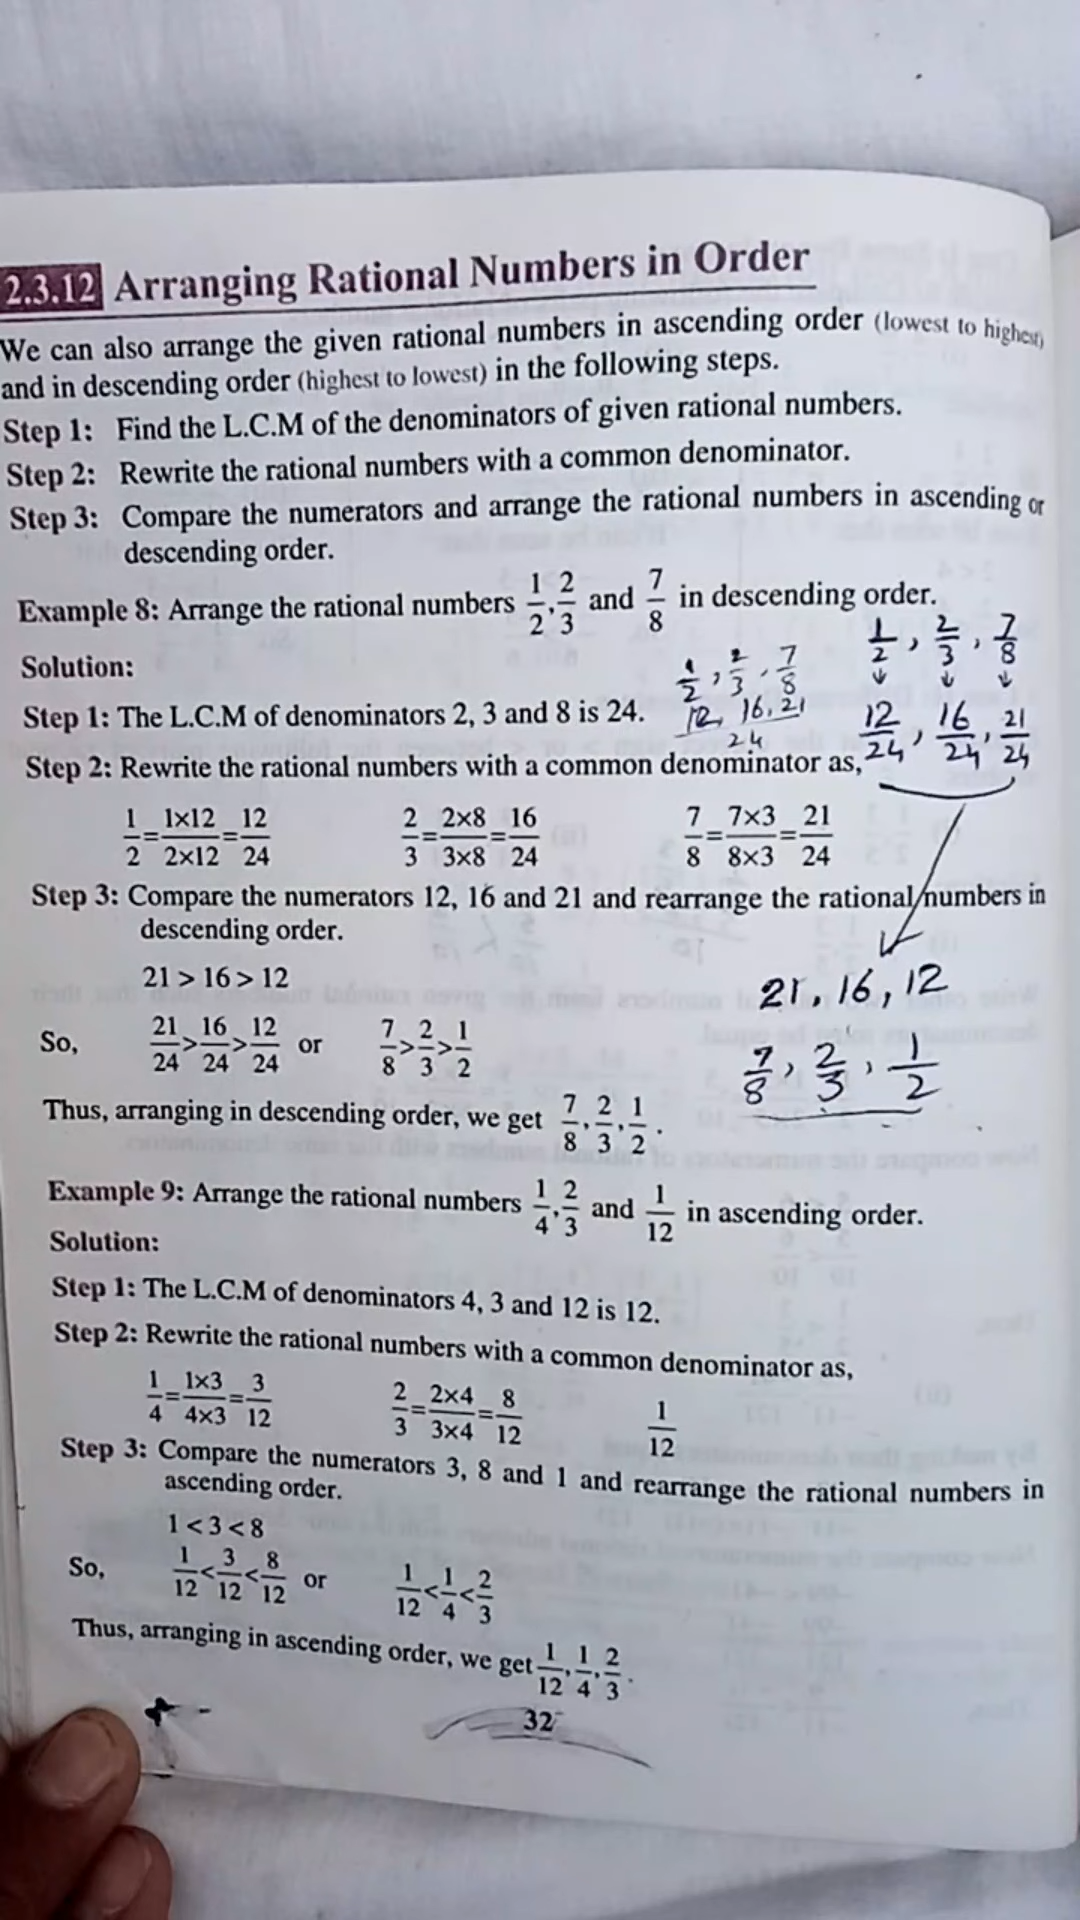 2.3.12 Arranging Rational Numbers in Order
We can also arrange the given rational numbers in ascending order (lowest to highest)
and in descending order (highest to lowest) in the following steps.
Step 1: Find the L.C.M of the denominators of given rational numbers.
Step 2: Rewrite the rational numbers with a common denominator.
Step 3: Compare the numerators and arrange the rational numbers in ascending or
descending order.
Example 8: Arrange the rational numbers 1/2, 2/3 and 7/8 in descending order.
1/2, 2/3, 7/8
Solution:
1/2, 2/3, 7/8
Step 1: The L.C.M of denominators 2, 3 and 8 is 24.
12, 16, 21
24
12/24, 16/24, 21/24
Step 2: Rewrite the rational numbers with a common denominator as,
1/2 = 1×12/2×12 = 12/24 2/3 = 2×8/3×8 = 16/24 7/8 = 7×3/8×3 = 21/24
Step 3: Compare the numerators 12, 16 and 21 and rearrange the rational numbers in
descending order.
21 > 16 > 12
21, 16, 12
So, 21/24 > 16/24 > 12/24 or 7/8 > 2/3 > 1/2
7/8, 2/3, 1/2
Thus, arranging in descending order, we get 7/8, 2/3, 1/2.
Example 9: Arrange the rational numbers 1/4, 2/3 and 1/12 in ascending order.
Solution:
Step 1: The L.C.M of denominators 4, 3 and 12 is 12.
Step 2: Rewrite the rational numbers with a common denominator as,
1/4 = 1×3/4×3 = 3/12 2/3 = 2×4/3×4 = 8/12 1/12
Step 3: Compare the numerators 3, 8 and 1 and rearrange the rational numbers in
ascending order.
1 < 3 < 8
So, 1/12 < 3/12 < 8/12 or 1/12 < 1/4 < 2/3
Thus, arranging in ascending order, we get 1/12, 1/4, 2/3.
32